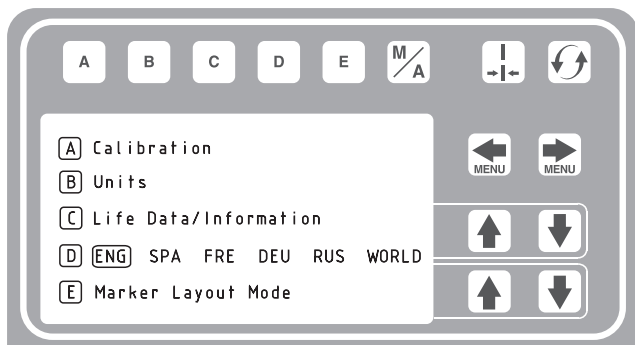 A B C D E M/A
A Calibration
MENU MENU
B Units
C Life Data/Information
D ENG SPA FRE DEU RUS WORLD
E Marker Layout Mode